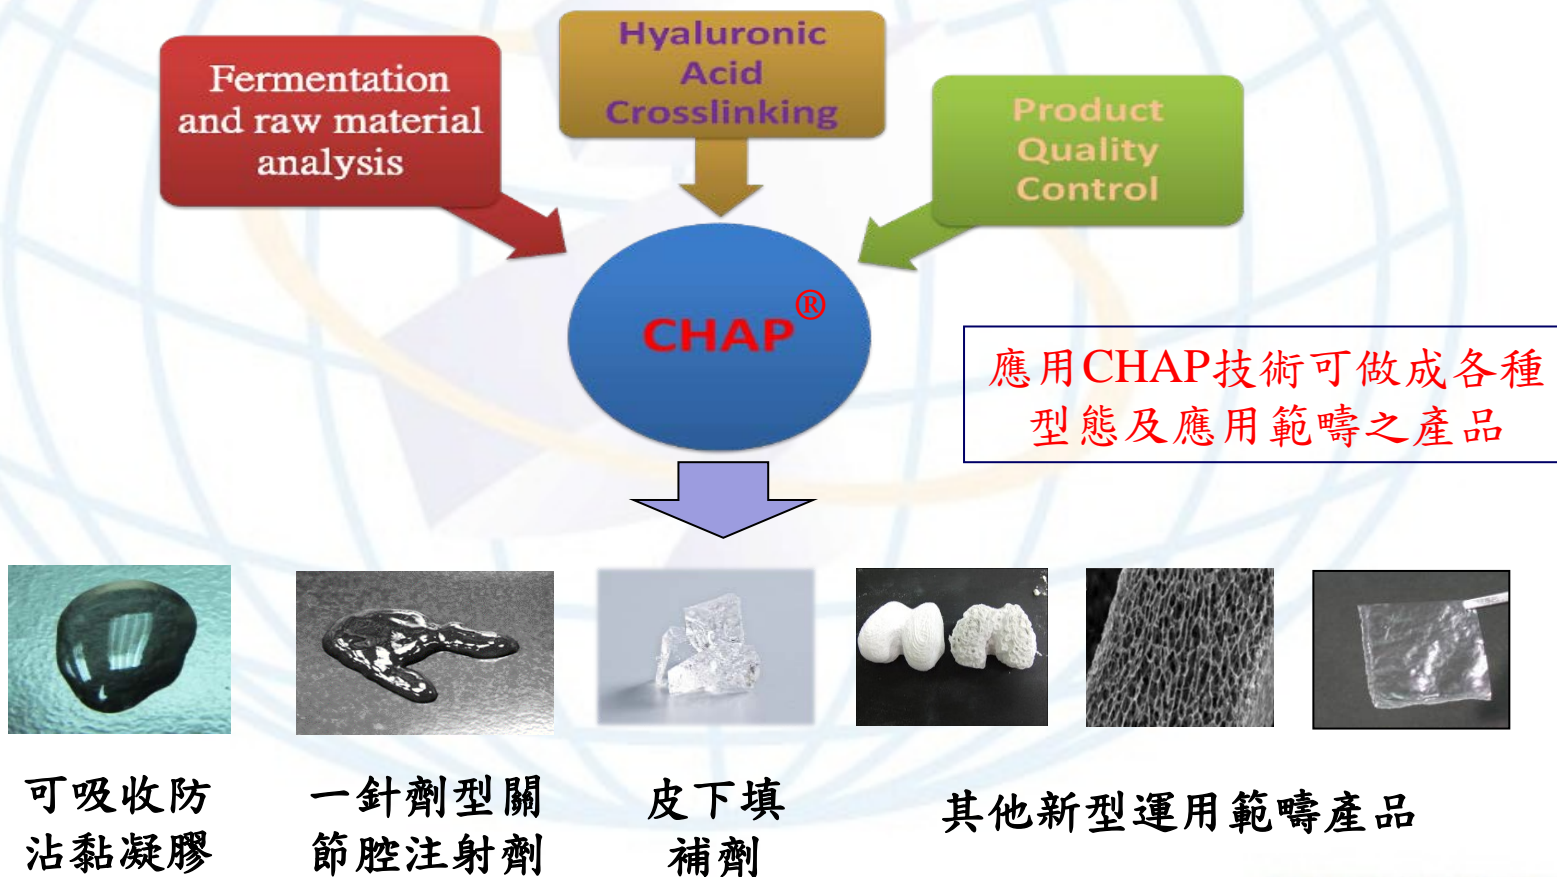 Fermentation
and raw material
analysis
Hyaluronic
Acid
Crosslinking
Product
Quality
Control
CHAP®
應用CHAP技術可做成各種
型態及應用範疇之產品
可吸收防
沾黏凝膠
一針劑型關
節腔注射劑
皮下填
補劑
其他新型運用範疇產品